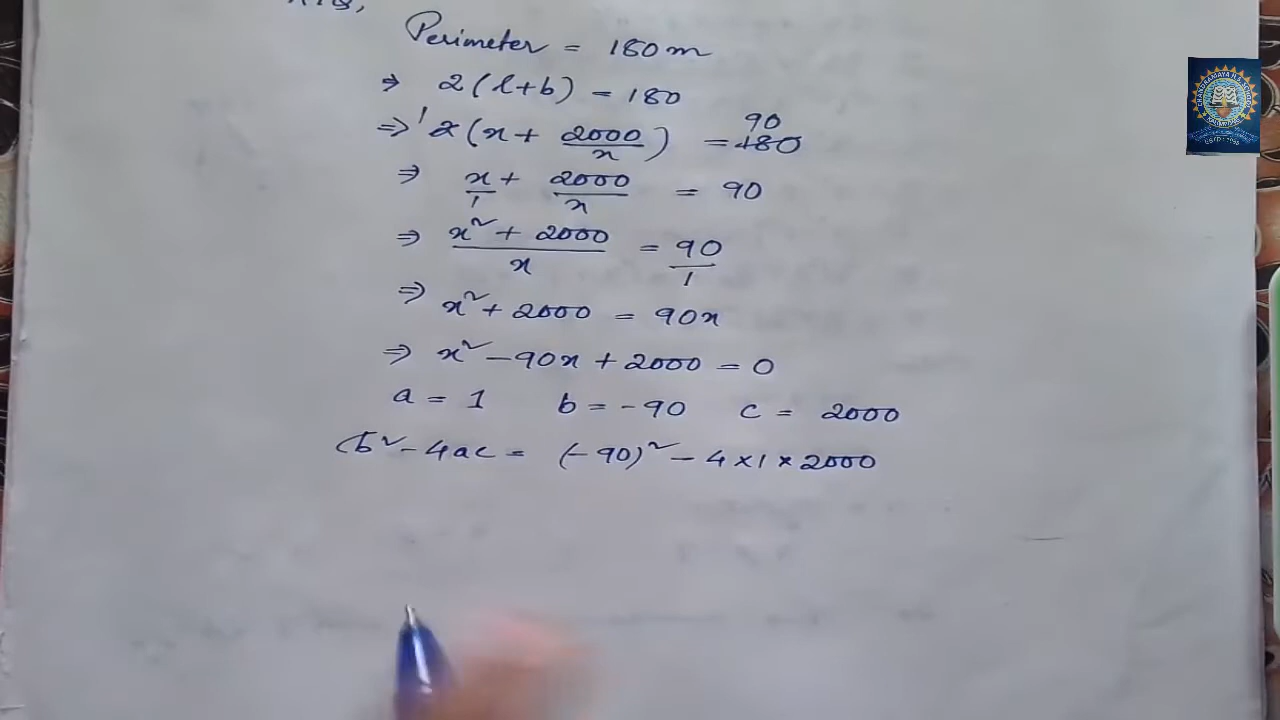 Perimeter = 180 m
⇒ 2(l+b) = 180
⇒ 2(x + 2000/x) = 180 90
⇒ x/1 + 2000/x = 90
⇒ x² + 2000/x = 90/1
⇒ x² + 2000 = 90x
⇒ x² - 90x + 2000 = 0
a = 1 b = -90 c = 2000
b² - 4ac = (-90)² - 4 × 1 × 2000